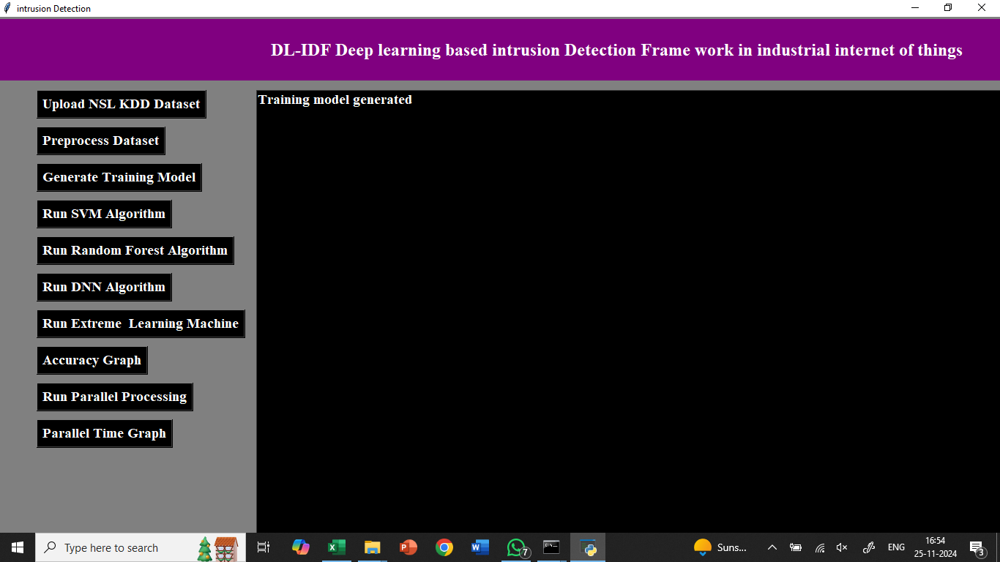 intrusion Detection
DL-IDF Deep learning based intrusion Detection Frame work in industrial internet of things
Upload NSL KDD Dataset
Preprocess Dataset
Generate Training Model
Run SVM Algorithm
Run Random Forest Algorithm
Run DNN Algorithm
Run Extreme  Learning Machine
Accuracy Graph
Run Parallel Processing
Parallel Time Graph
Training model generated
Type here to search
7
Suns...
ENG
16:54
25-11-2024
3